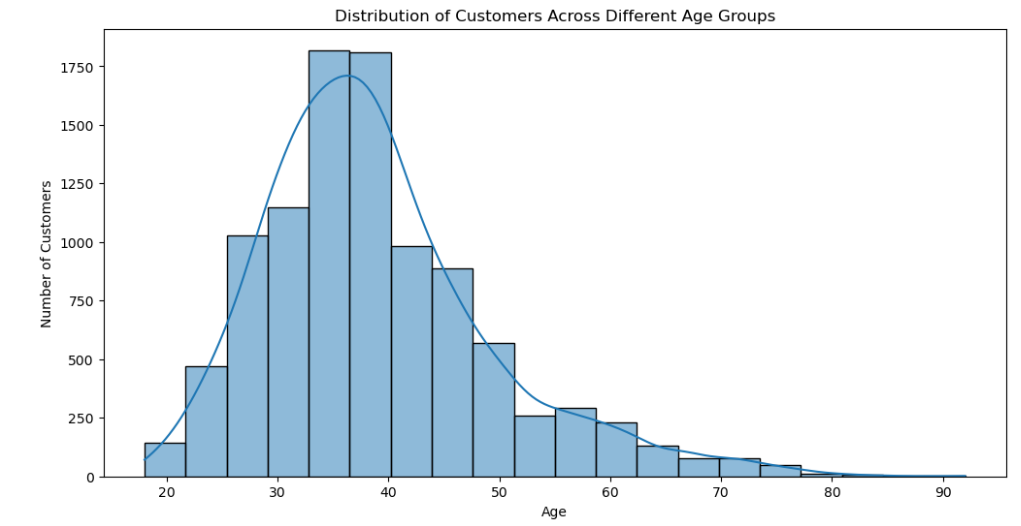 Distribution of Customers Across Different Age Groups
Number of Customers
1750
1500
1250
1000
750
500
250
0
20 30 40 50 60 70 80 90
Age